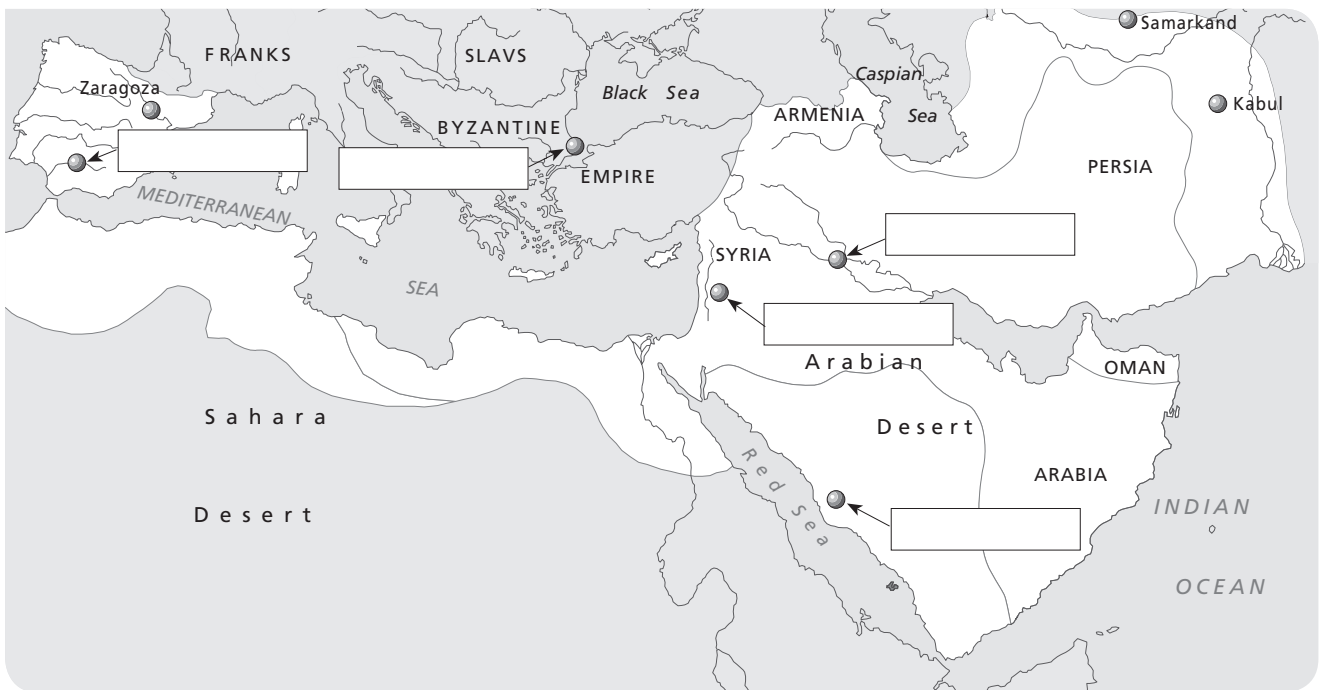 Samarkand
FRANKS
SLAVS
Caspian
Sea
Zaragoza
Black Sea
Kabul
ARMENIA
BYZANTINE
EMPIRE
PERSIA
MEDITERRANEAN
SEA
SYRIA
Arabian
Desert
OMAN
Sahara
Desert
Red Sea
ARABIA
INDIAN
OCEAN